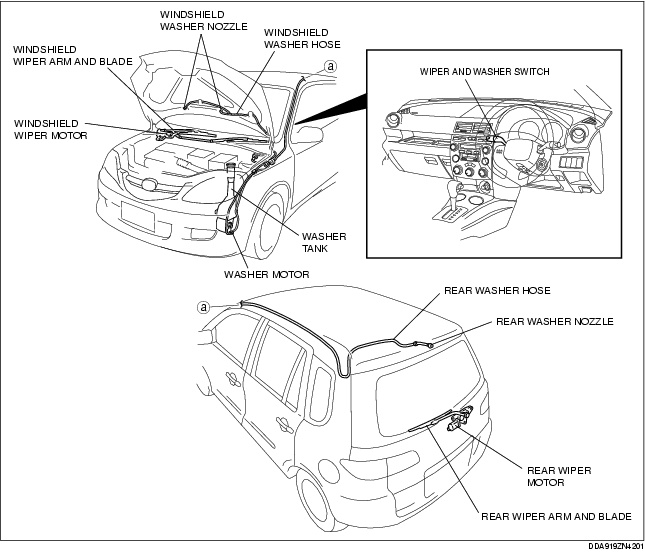 WINDSHIELD
WASHER NOZZLE
WINDSHIELD
WASHER HOSE
WINDSHIELD
WIPER ARM AND BLADE
a
WIPER AND WASHER SWITCH
WINDSHIELD
WIPER MOTOR
WASHER
TANK
WASHER MOTOR
REAR WASHER HOSE
a
REAR WASHER NOZZLE
REAR WIPER
MOTOR
REAR WIPER ARM AND BLADE
DDA919ZN4201